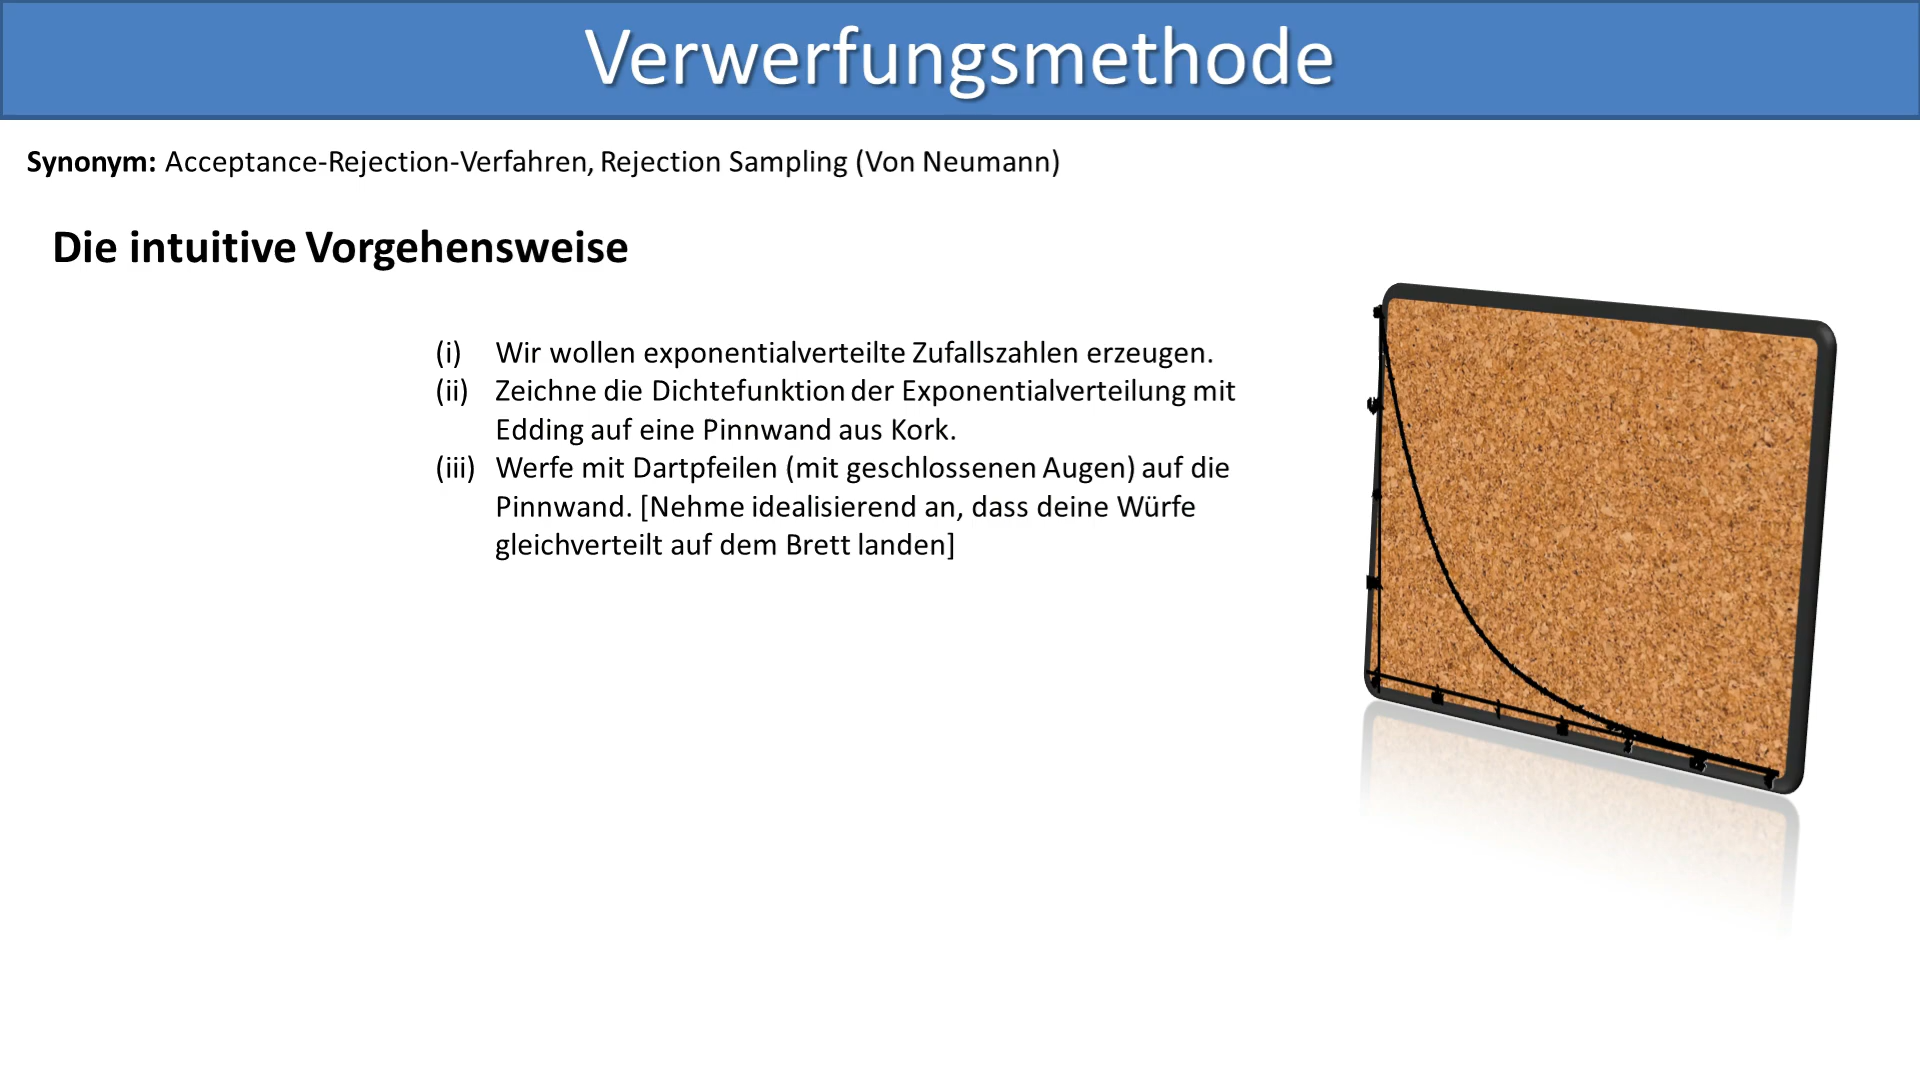 Verwerfungsmethode
Synonym: Acceptance-Rejection-Verfahren, Rejection Sampling (Von Neumann)
Die intuitive Vorgehensweise
(i) Wir wollen exponentialverteilte Zufallszahlen erzeugen.
(ii) Zeichne die Dichtefunktion der Exponentialverteilung mit
Edding auf eine Pinnwand aus Kork.
(iii) Werfe mit Dartpfeilen (mit geschlossenen Augen) auf die
Pinnwand. [Nehme idealisierend an, dass deine Würfe
gleichverteilt auf dem Brett landen]